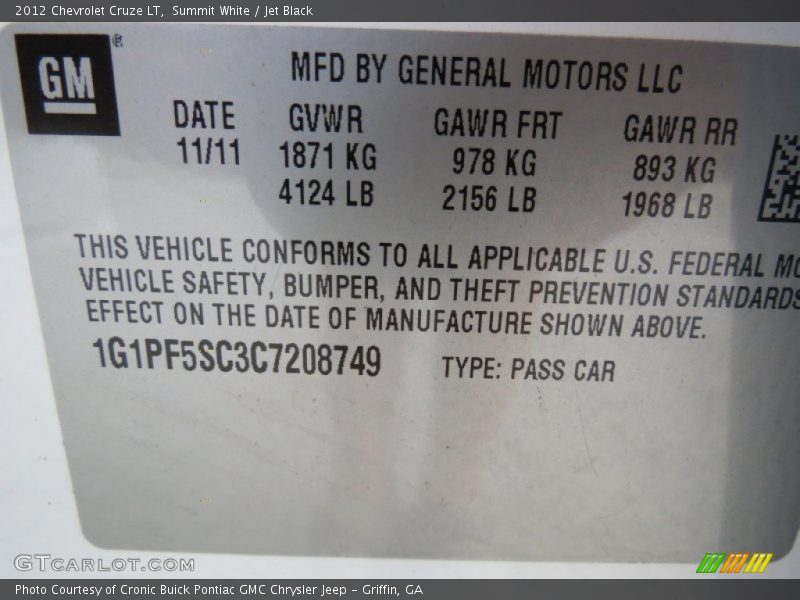 2012 Chevrolet Cruze LT, Summit White / Jet Black
GM
®
MFD BY GENERAL MOTORS LLC
DATE GVWR GAWR FRT GAWR RR
11/11 1871 KG 978 KG 893 KG
4124 LB 2156 LB 1968 LB
THIS VEHICLE CONFORMS TO ALL APPLICABLE U.S. FEDERAL MO
VEHICLE SAFETY, BUMPER, AND THEFT PREVENTION STANDARDS
EFFECT ON THE DATE OF MANUFACTURE SHOWN ABOVE.
1G1PF5SC3C7208749 TYPE: PASS CAR
GTCARLOT.COM
Photo Courtesy of Cronic Buick Pontiac GMC Chrysler Jeep - Griffin, GA